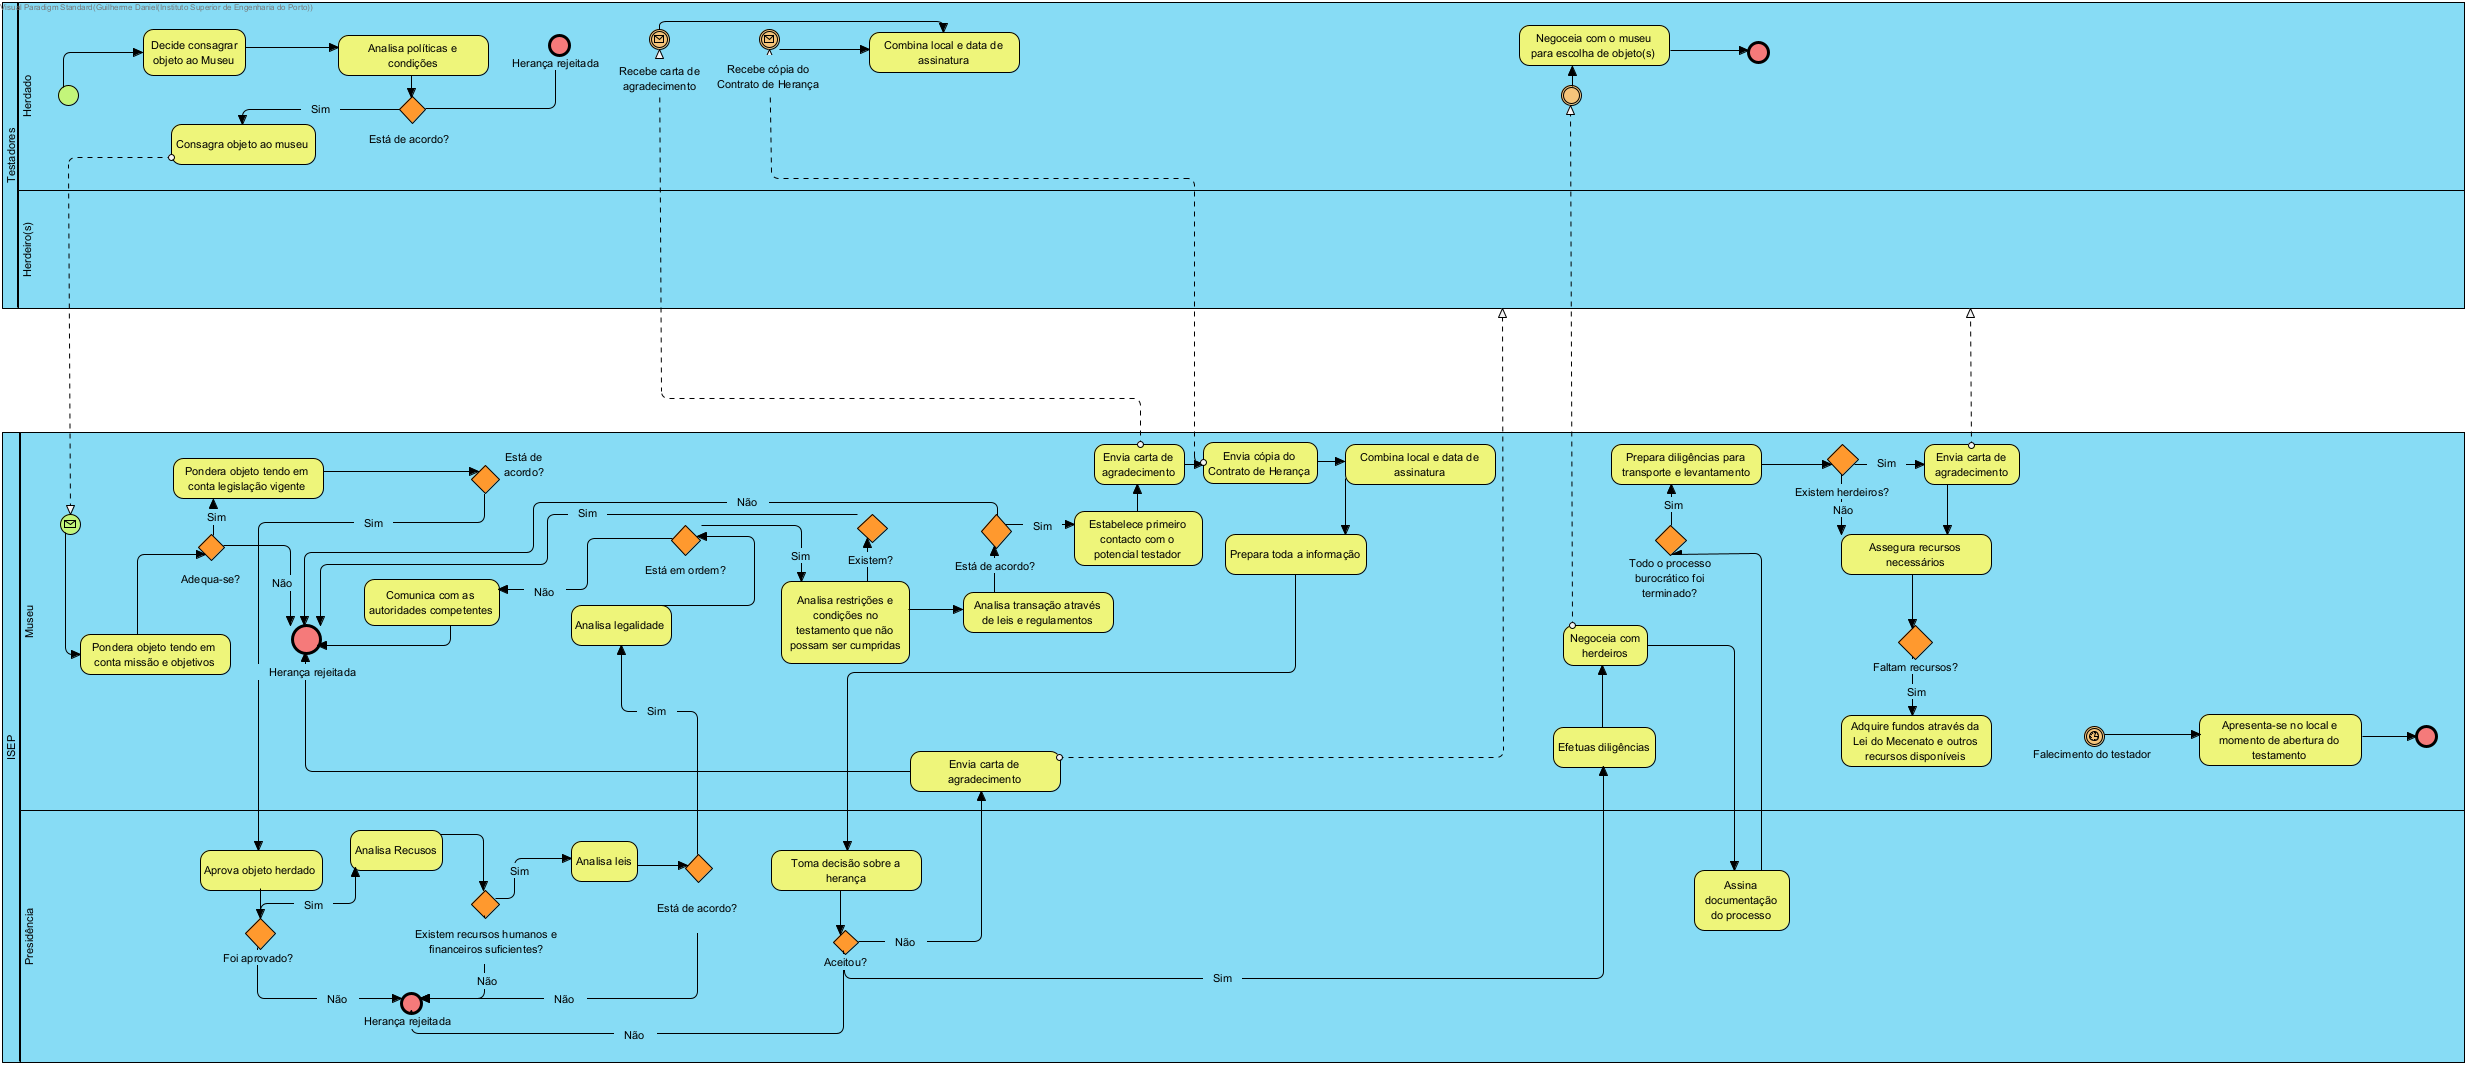 Visual Paradigm Standard(Guilherme Daniel(Instituto Superior de Engenharia do Porto))
Testadores
Herdado
Decide consagrar
objeto ao Museu
Analisa políticas e
condições
Herança rejeitada
Sim
Está de acordo?
Consagra objeto ao museu
Recebe carta de
agradecimento
Recebe cópia do
Contrato de Herança
Combina local e data de
assinatura
Negoceia com o museu
para escolha de objeto(s)
Herdeiro(s)
ISEP
Museu
Pondera objeto tendo em
conta legislação vigente
Está de
acordo?
Sim
Sim
Adequa-se?
Não
Pondera objeto tendo em
conta missão e objetivos
Herança rejeitada
Comunica com as
autoridades competentes
Não
Sim
Não
Está em ordem?
Analisa legalidade
Sim
Sim
Existem?
Analisa restrições e
condições no
testamento que não
possam ser cumpridas
Está de acordo?
Sim
Analisa transação através
de leis e regulamentos
Envia carta de
agradecimento
Estabelece primeiro
contacto com o
potencial testador
Envia cópia do
Contrato de Herança
Combina local e data de
assinatura
Prepara toda a informação
Envia carta de
agradecimento
Negoceia com
herdeiros
Efetuas diligências
Prepara diligências para
transporte e levantamento
Sim
Todo o processo
burocrático foi
terminado?
Existem herdeiros?
Sim
Não
Envia carta de
agradecimento
Assegura recursos
necessários
Faltam recursos?
Sim
Adquire fundos através da
Lei do Mecenato e outros
recursos disponíveis
Falecimento do testador
Apresenta-se no local e
momento de abertura do
testamento
Presidência
Aprova objeto herdado
Foi aprovado?
Sim
Não
Analisa Recusos
Existem recursos humanos e
financeiros suficientes?
Não
Sim
Analisa leis
Está de acordo?
Não
Herança rejeitada
Não
Toma decisão sobre a
herança
Aceitou?
Não
Sim
Assina
documentação
do processo